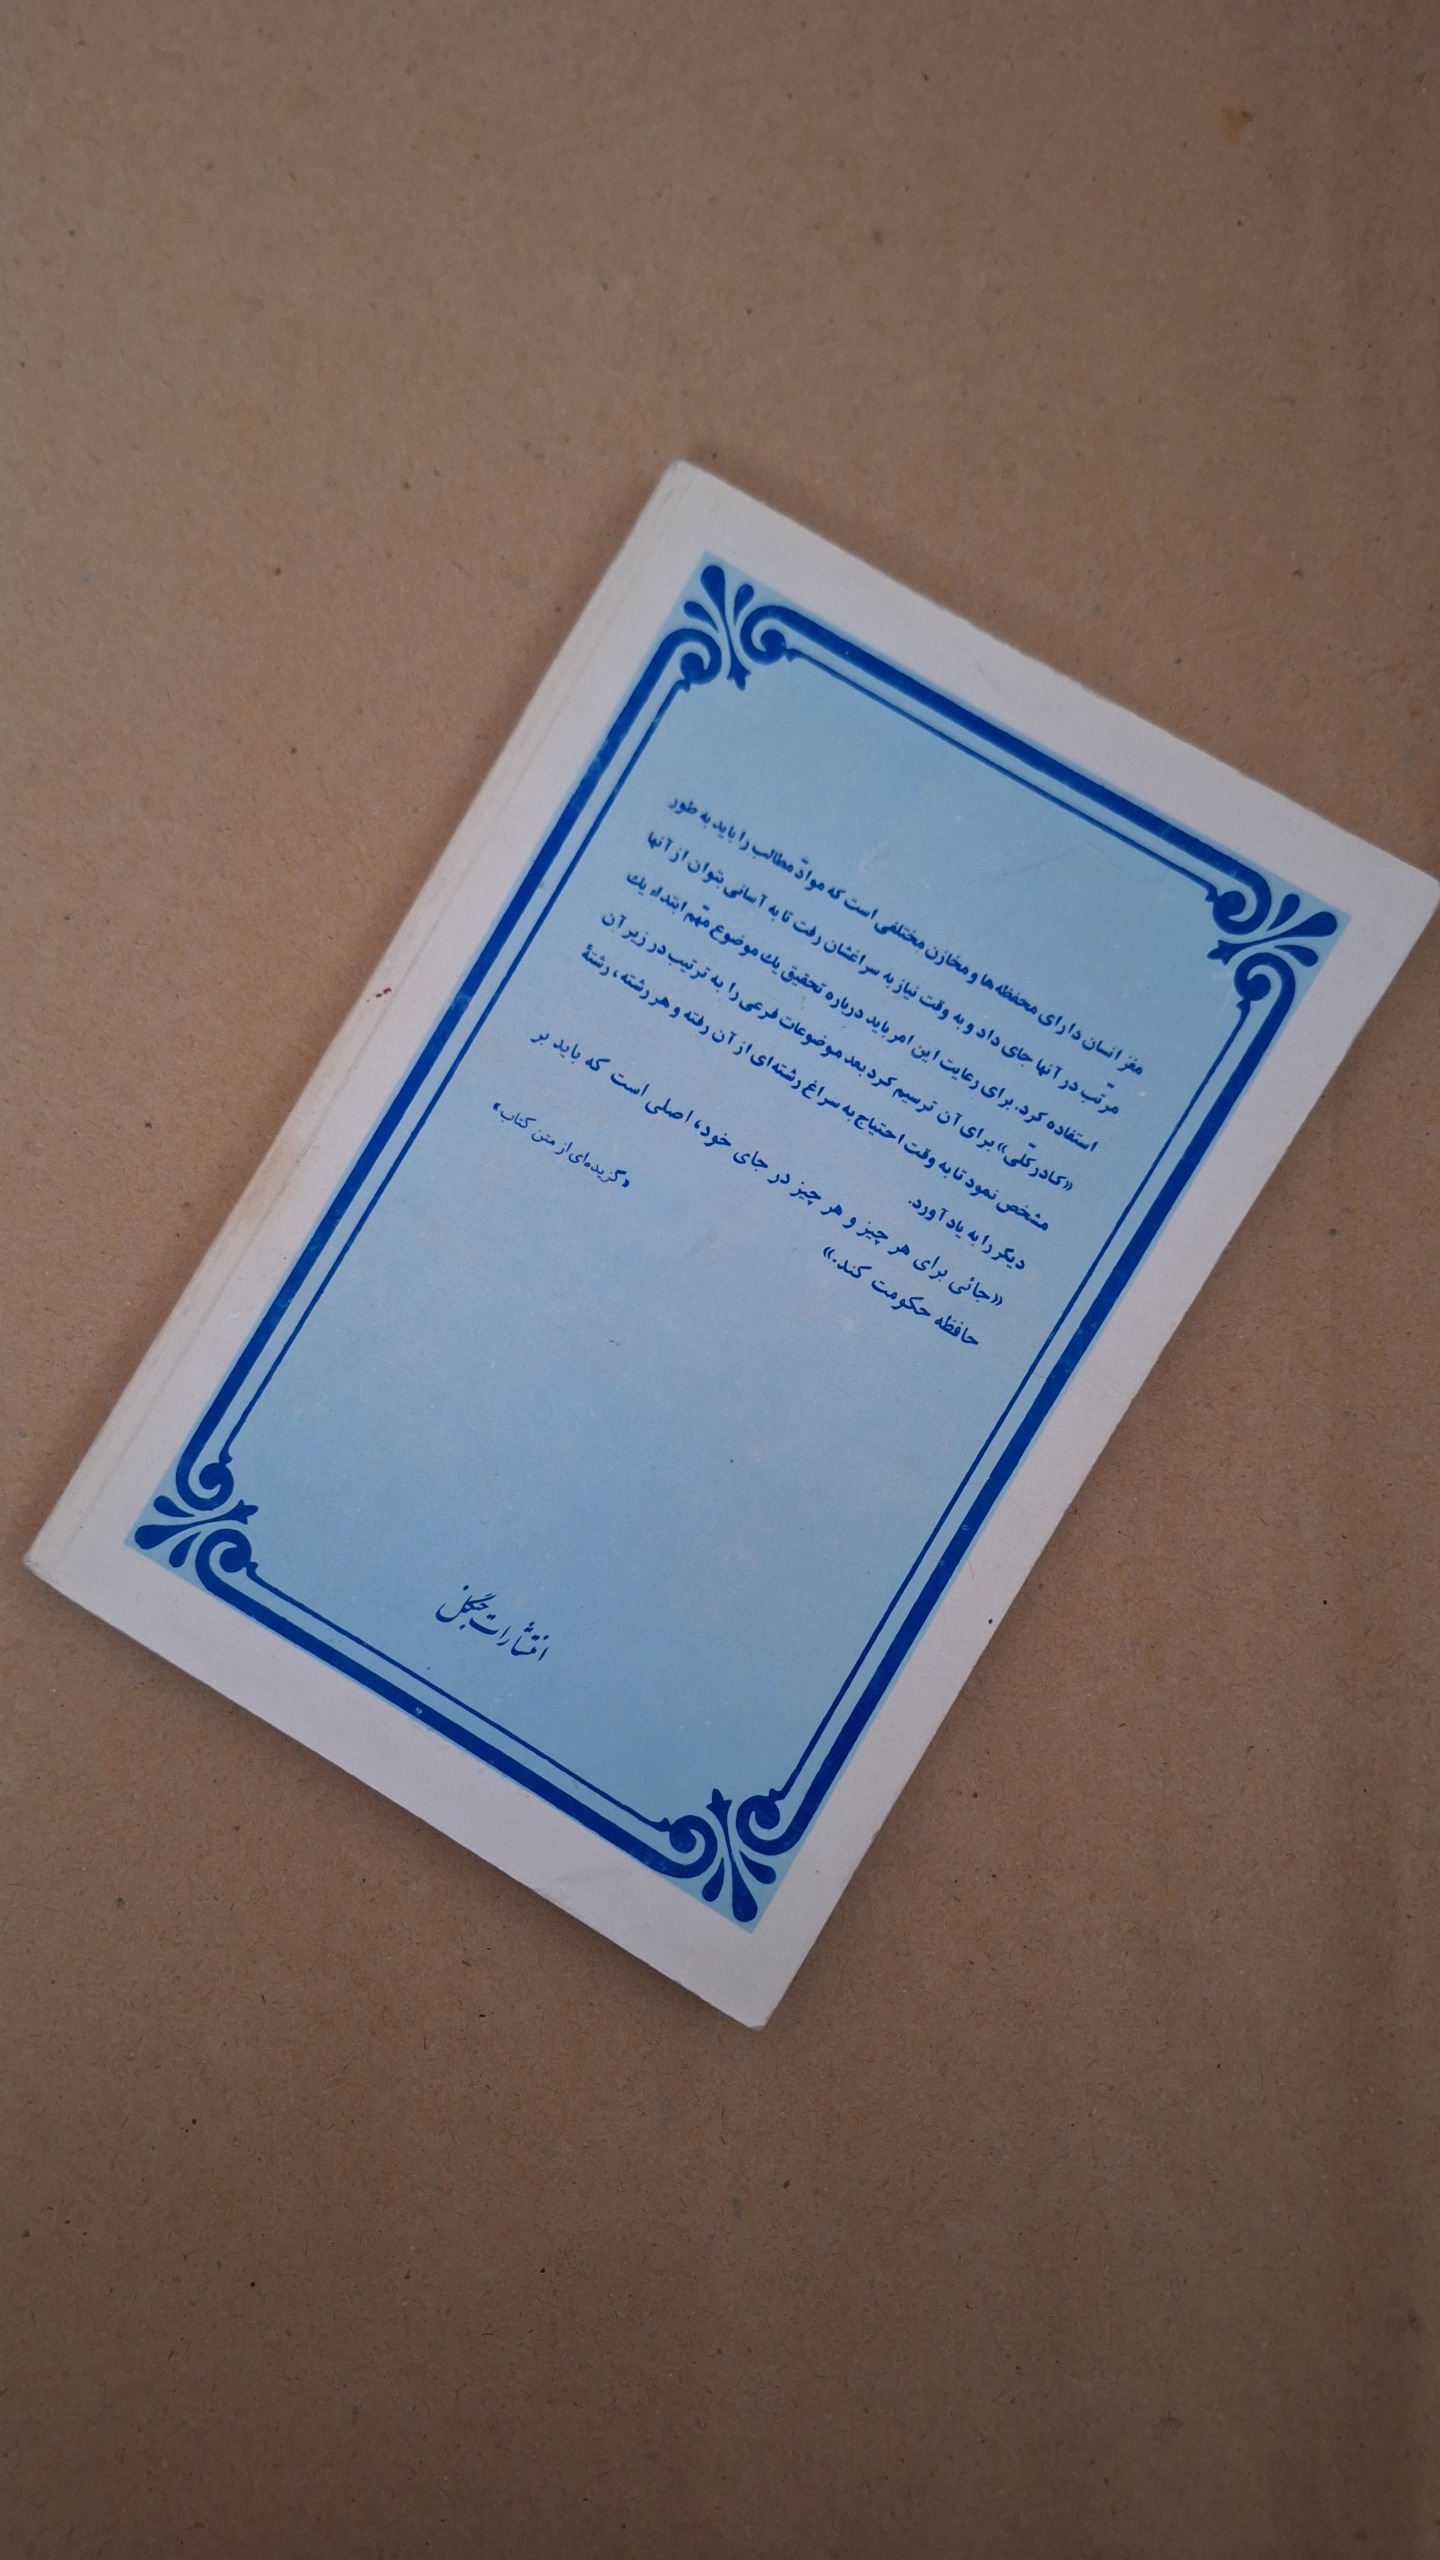 مغز انسان دارای محفظه‌ها و مخازن مختلفی است که موادّ مطالب را باید به طور
مرتّب در آنها جای داد و به وقت نیاز به سراغشان رفت تا به آسانی بتوان از آنها
استفاده کرد. برای رعایت این امر باید درباره تحقیق یك موضوع مهّم ابتداء یك
«کادر کلّی» برای آن ترسیم کرد بعد موضوعات فرعی را به ترتیب در زیر آن
مشخص نمود تا به وقت احتیاج به سراغ رشته‌ای از آن رفته و هر رشته، رشتهٔ
دیگر را به یاد آورد.
«جائی برای هر چیز و هر چیز در جای خود، اصلی است که باید بر
حافظه حکومت کند.»
«گزیده‌ای از متن کتاب»
انتشارات جنگل